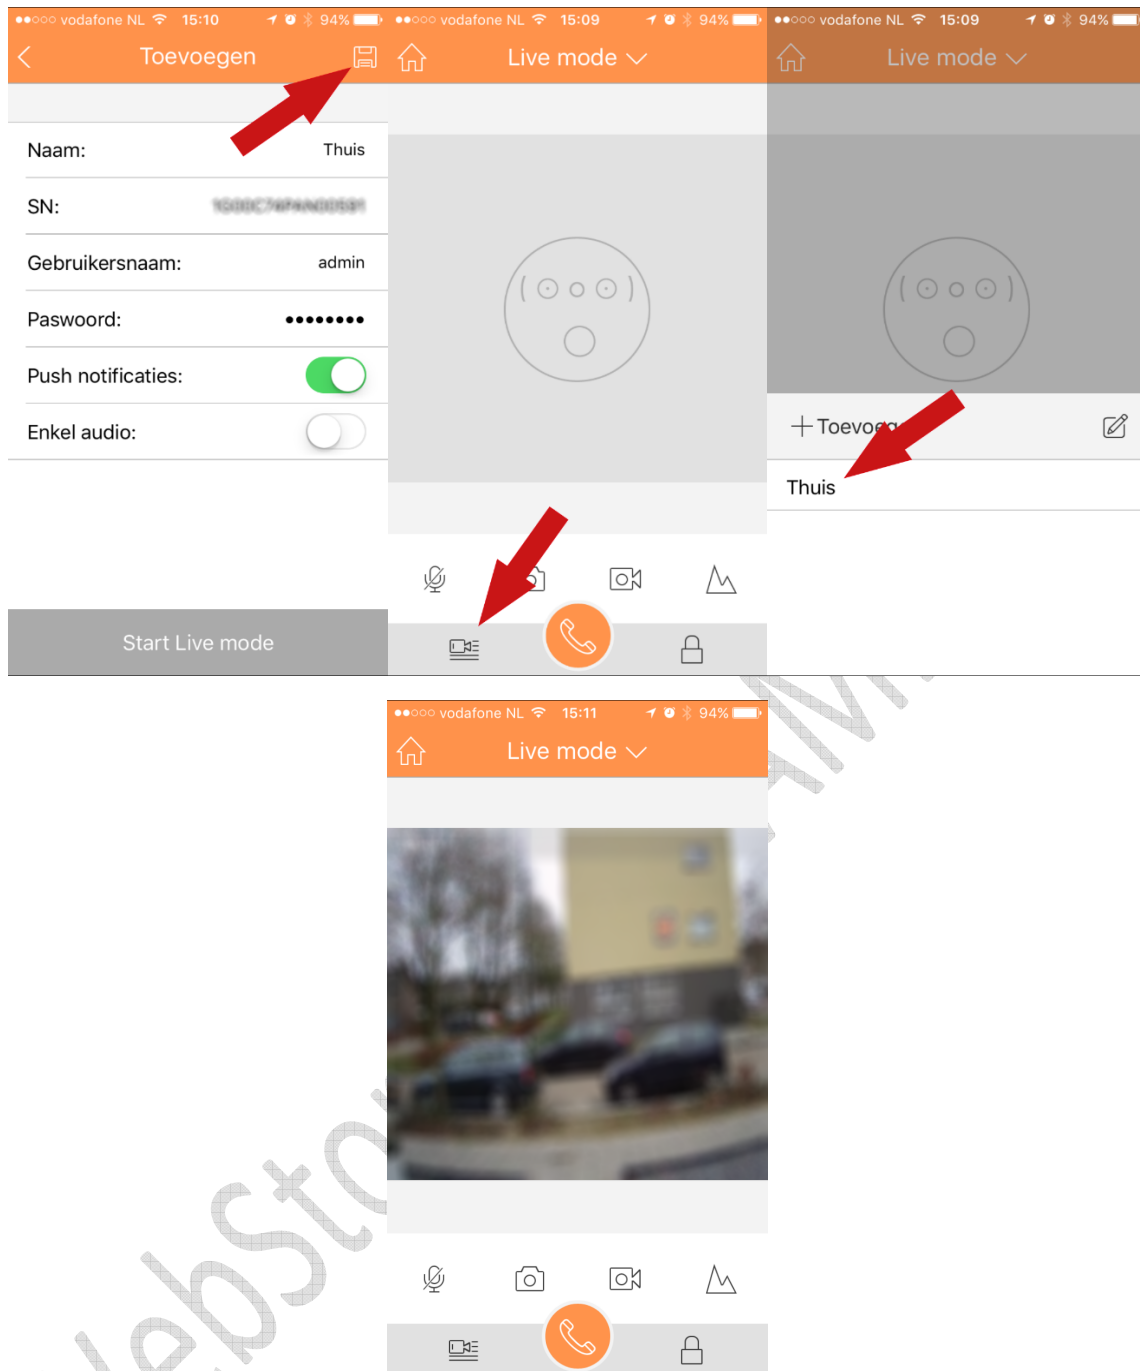 vodafone NL 15:10 94%
Toevoegen
Naam: Thuis
SN:
Gebruikersnaam: admin
Paswoord: ••••••••
Push notificaties:
Enkel audio:
Start Live mode
vodafone NL 15:09 94%
Live mode
vodafone NL 15:09 94%
Live mode
Thuis
vodafone NL 15:11 94%
Live mode